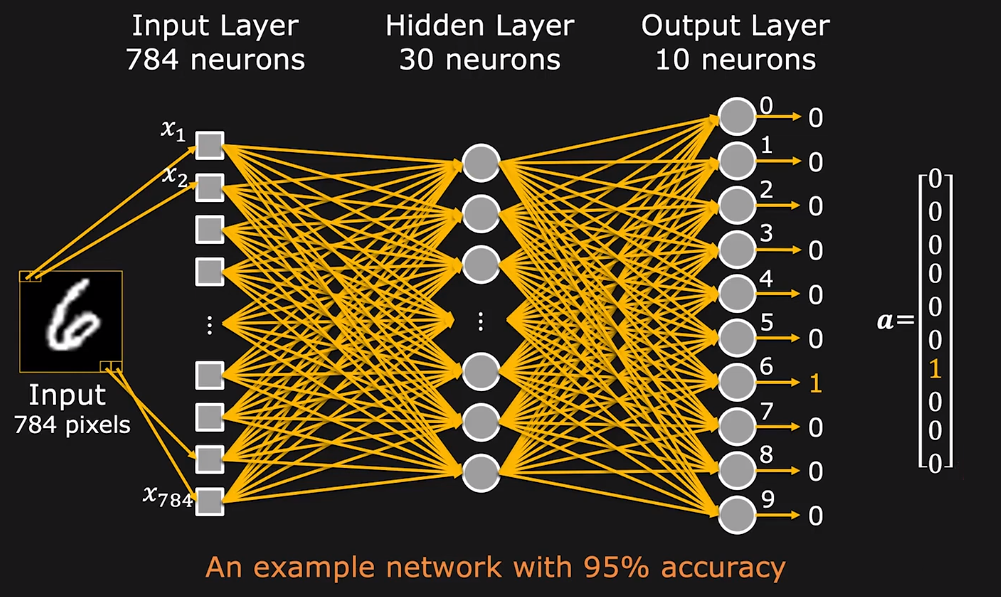 Input Layer
784 neurons
Hidden Layer
30 neurons
Output Layer
10 neurons
x₁
x₂
⋮
x₇₈₄
6
Input
784 pixels
⋮
0 0
1 0
2 0
3 0
4 0
5 0
6 1
7 0
8 0
9 0
a=
0
0
0
0
0
0
1
0
0
0
An example network with 95% accuracy